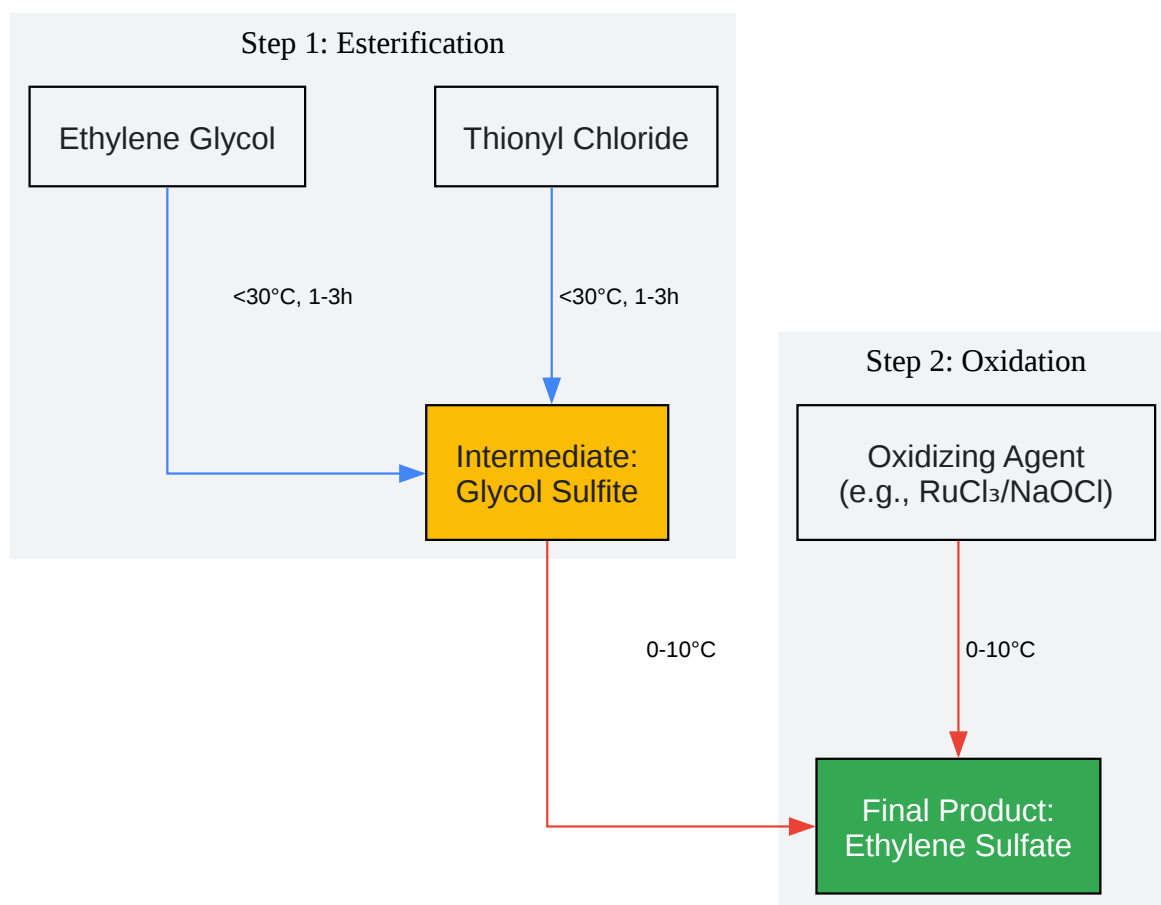 Step 1: Esterification
Ethylene Glycol
Thionyl Chloride
<30°C, 1-3h
<30°C, 1-3h
Intermediate:
Glycol Sulfite
Step 2: Oxidation
Oxidizing Agent
(e.g., RuCl₃/NaOCl)
0-10°C
0-10°C
Final Product:
Ethylene Sulfate